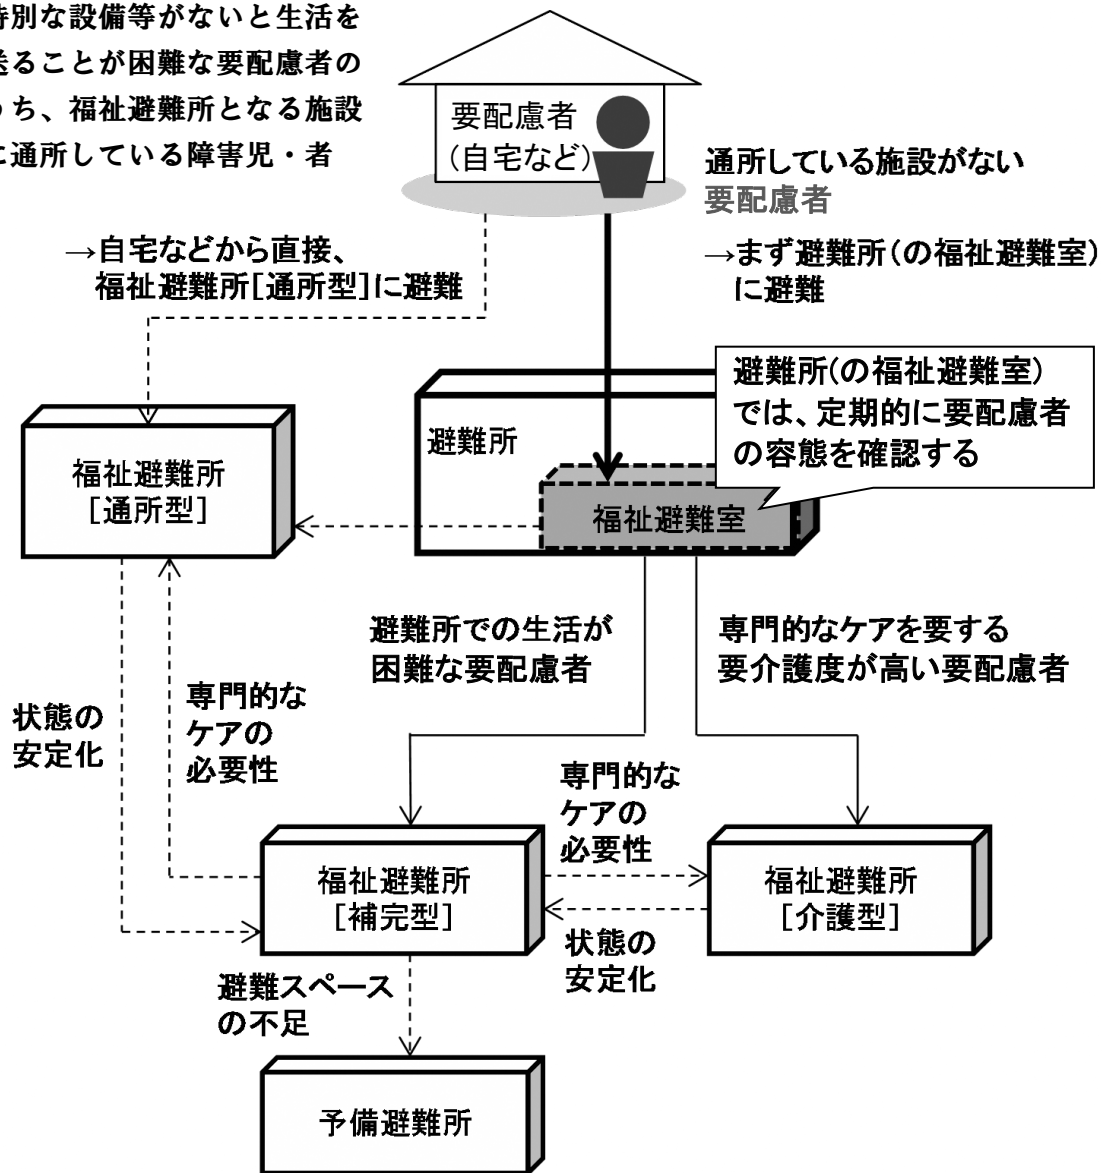 特別な設備等がないと生活を
送ることが困難な要配慮者の
うち、福祉避難所となる施設
に通所している障害児・者
要配慮者
(自宅など)
通所している施設がない
要配慮者
→自宅などから直接、
福祉避難所[通所型]に避難
→まず避難所(の福祉避難室)
に避難
避難所(の福祉避難室)
では、定期的に要配慮者
の容態を確認する
避難所
福祉避難室
福祉避難所
[通所型]
避難所での生活が
困難な要配慮者
専門的なケアを要する
要介護度が高い要配慮者
状態の
安定化
専門的な
ケアの
必要性
専門的な
ケアの
必要性
福祉避難所
[補完型]
福祉避難所
[介護型]
状態の
安定化
避難スペース
の不足
予備避難所